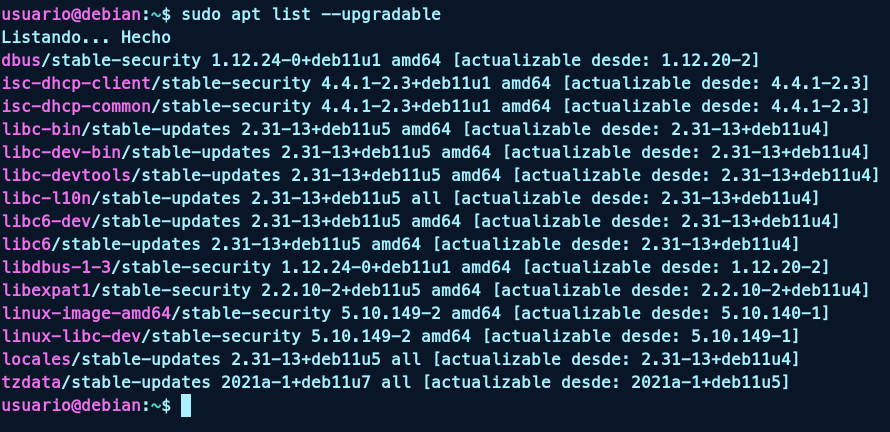 usuario@debian:~$ sudo apt list --upgradable
Listando... Hecho
dbus/stable-security 1.12.24-0+deb11u1 amd64 [actualizable desde: 1.12.20-2]
isc-dhcp-client/stable-security 4.4.1-2.3+deb11u1 amd64 [actualizable desde: 4.4.1-2.3]
isc-dhcp-common/stable-security 4.4.1-2.3+deb11u1 amd64 [actualizable desde: 4.4.1-2.3]
libc-bin/stable-updates 2.31-13+deb11u5 amd64 [actualizable desde: 2.31-13+deb11u4]
libc-dev-bin/stable-updates 2.31-13+deb11u5 amd64 [actualizable desde: 2.31-13+deb11u4]
libc-devtools/stable-updates 2.31-13+deb11u5 amd64 [actualizable desde: 2.31-13+deb11u4]
libc-l10n/stable-updates 2.31-13+deb11u5 all [actualizable desde: 2.31-13+deb11u4]
libc6-dev/stable-updates 2.31-13+deb11u5 amd64 [actualizable desde: 2.31-13+deb11u4]
libc6/stable-updates 2.31-13+deb11u5 amd64 [actualizable desde: 2.31-13+deb11u4]
libdbus-1-3/stable-security 1.12.24-0+deb11u1 amd64 [actualizable desde: 1.12.20-2]
libexpat1/stable-security 2.2.10-2+deb11u5 amd64 [actualizable desde: 2.2.10-2+deb11u4]
linux-image-amd64/stable-security 5.10.149-2 amd64 [actualizable desde: 5.10.140-1]
linux-libc-dev/stable-security 5.10.149-2 amd64 [actualizable desde: 5.10.149-1]
locales/stable-updates 2.31-13+deb11u5 all [actualizable desde: 2.31-13+deb11u4]
tzdata/stable-updates 2021a-1+deb11u7 all [actualizable desde: 2021a-1+deb11u5]
usuario@debian:~$